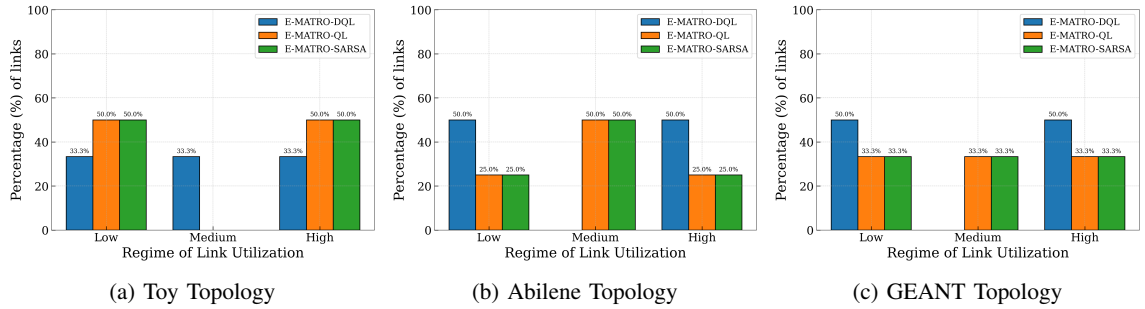 100
80
60
40
20
0
Percentage (%) of links
E-MATRO-DQL
E-MATRO-QL
E-MATRO-SARSA
33.3%
50.0%
50.0%
33.3%
33.3%
50.0%
50.0%
Low
Medium
High
Regime of Link Utilization
(a) Toy Topology
100
80
60
40
20
0
Percentage (%) of links
E-MATRO-DQL
E-MATRO-QL
E-MATRO-SARSA
50.0%
25.0%
25.0%
50.0%
50.0%
50.0%
25.0%
25.0%
Low
Medium
High
Regime of Link Utilization
(b) Abilene Topology
100
80
60
40
20
0
Percentage (%) of links
E-MATRO-DQL
E-MATRO-QL
E-MATRO-SARSA
50.0%
33.3%
33.3%
33.3%
33.3%
50.0%
33.3%
33.3%
Low
Medium
High
Regime of Link Utilization
(c) GEANT Topology